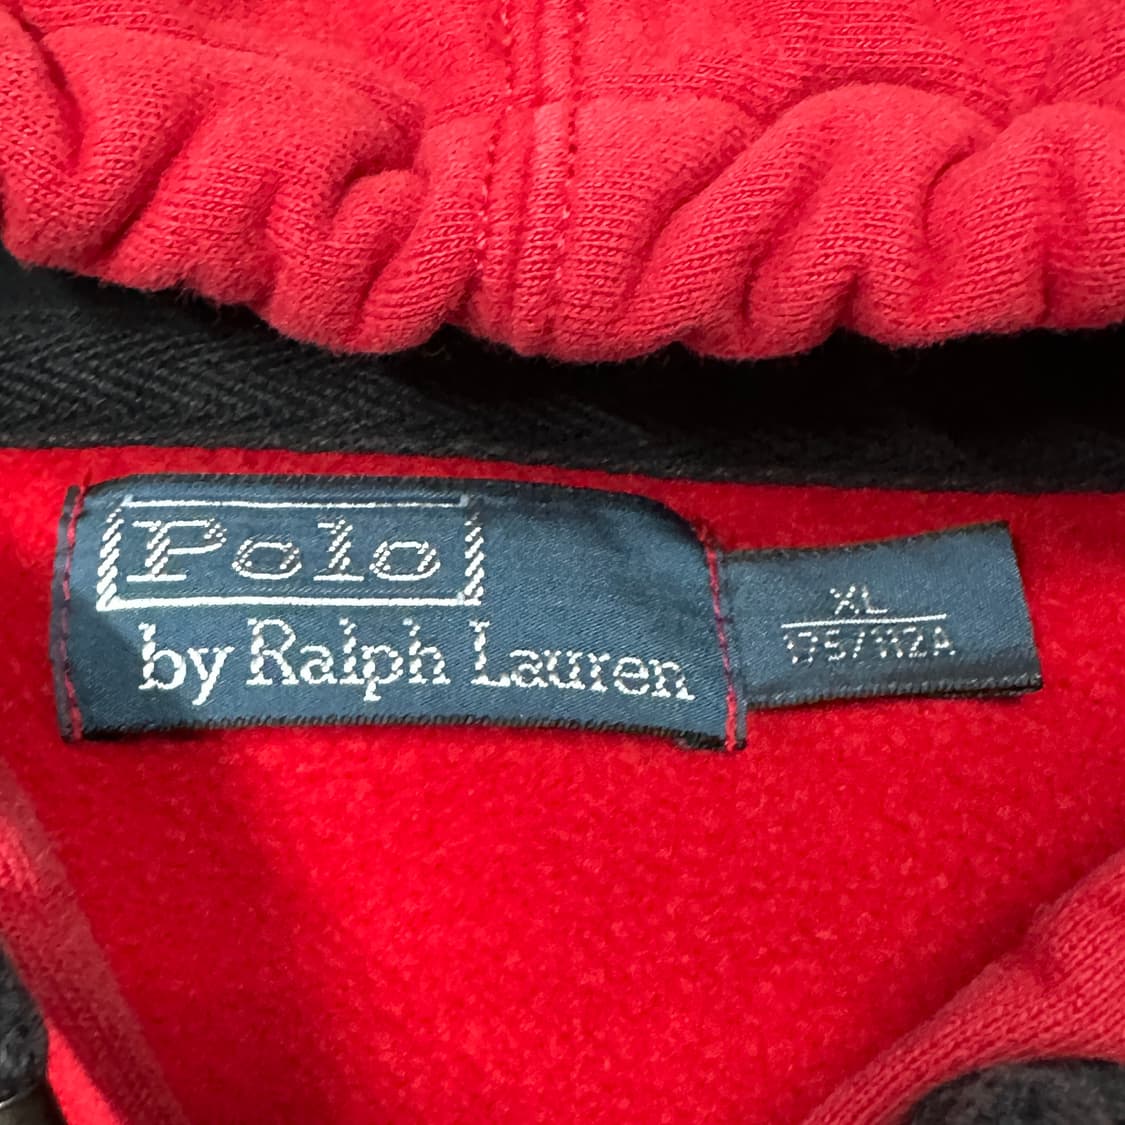 Polo
by Ralph Lauren
XL
175/112A